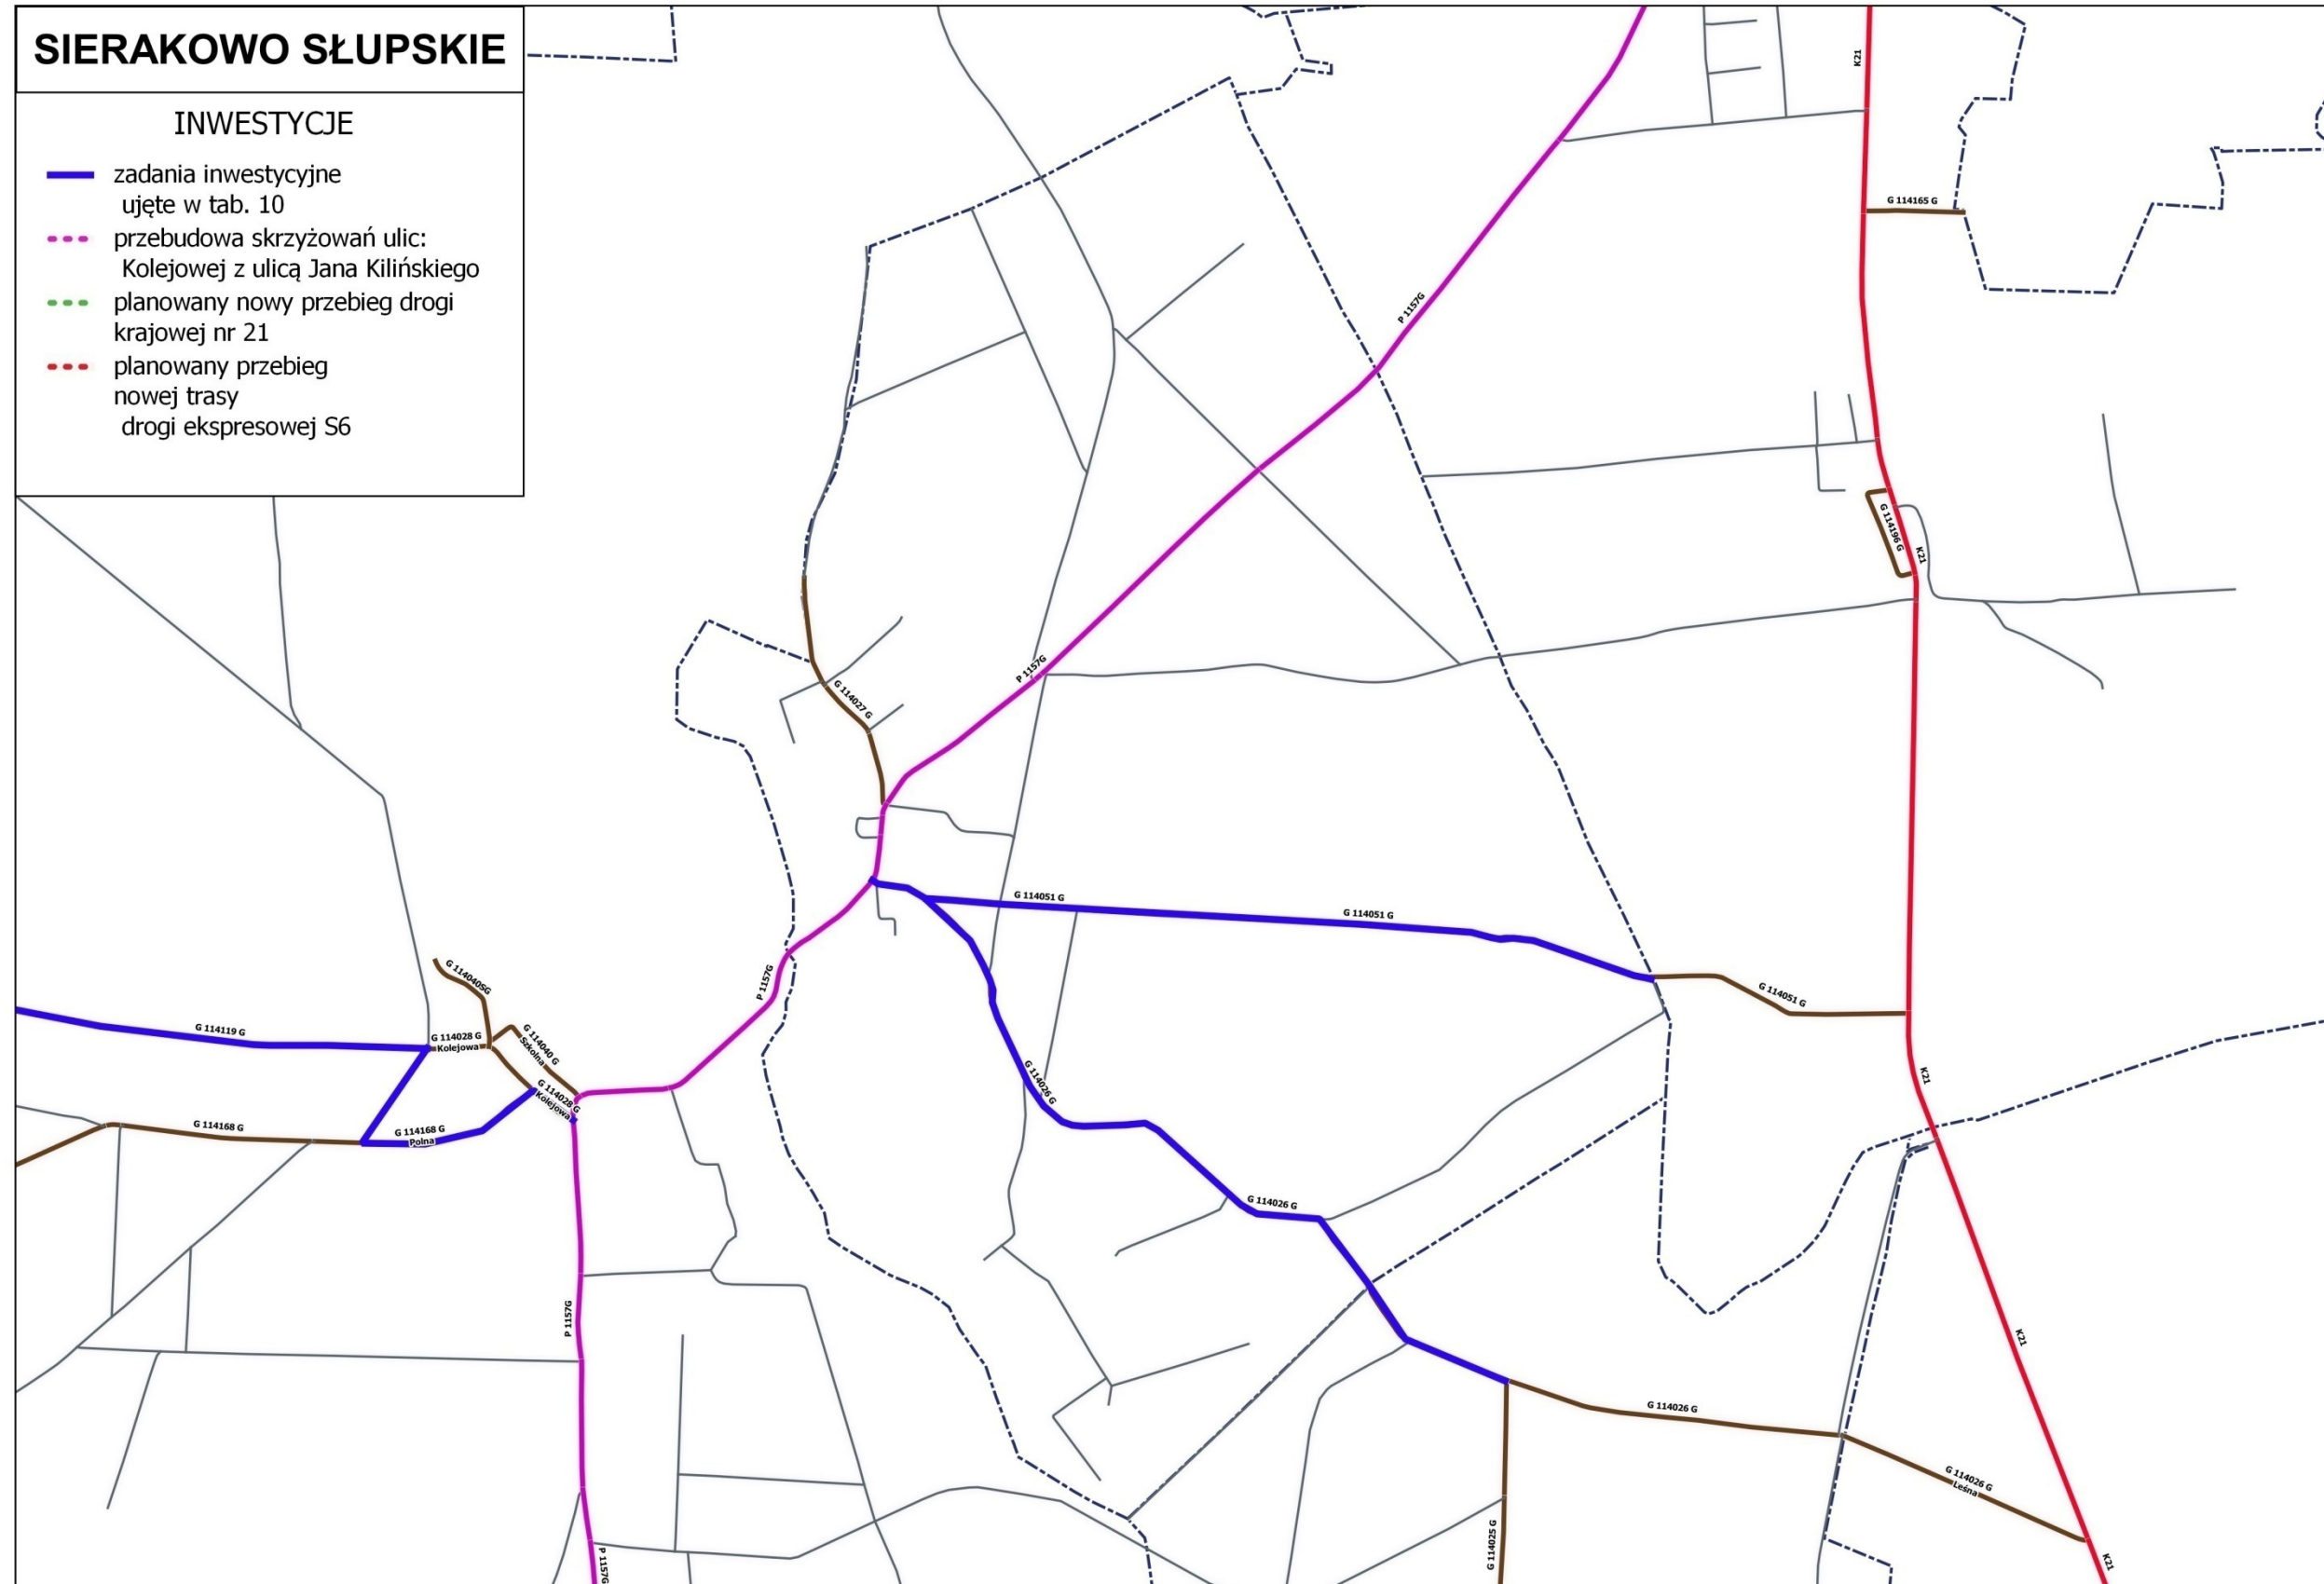 SIERAKOWO SŁUPSKIE
INWESTYCJE
zadania inwestycyjne
ujęte w tab. 10
przebudowa skrzyżowań ulic:
Kolejowej z ulicą Jana Kilińskiego
planowany nowy przebieg drogi
krajowej nr 21
planowany przebieg
nowej trasy
drogi ekspresowej S6
K21
G 114165 G
P 1157G
G 114196 G
K21
P 1157G
G 114027 G
G 114051 G
G 114051 G
P 1157G
G 114040SG
G 114051 G
G 114119 G
G 114028 G
Kolejowa
G 114040 G
Szkolna
K21
G 114026 G
G 114028 G
Kolejowa
G 114168 G
G 114168 G
Polna
G 114026 G
P 1157G
K21
G 114026 G
G 114026 G
Leśna
G 114025 G
P 1157G
K21